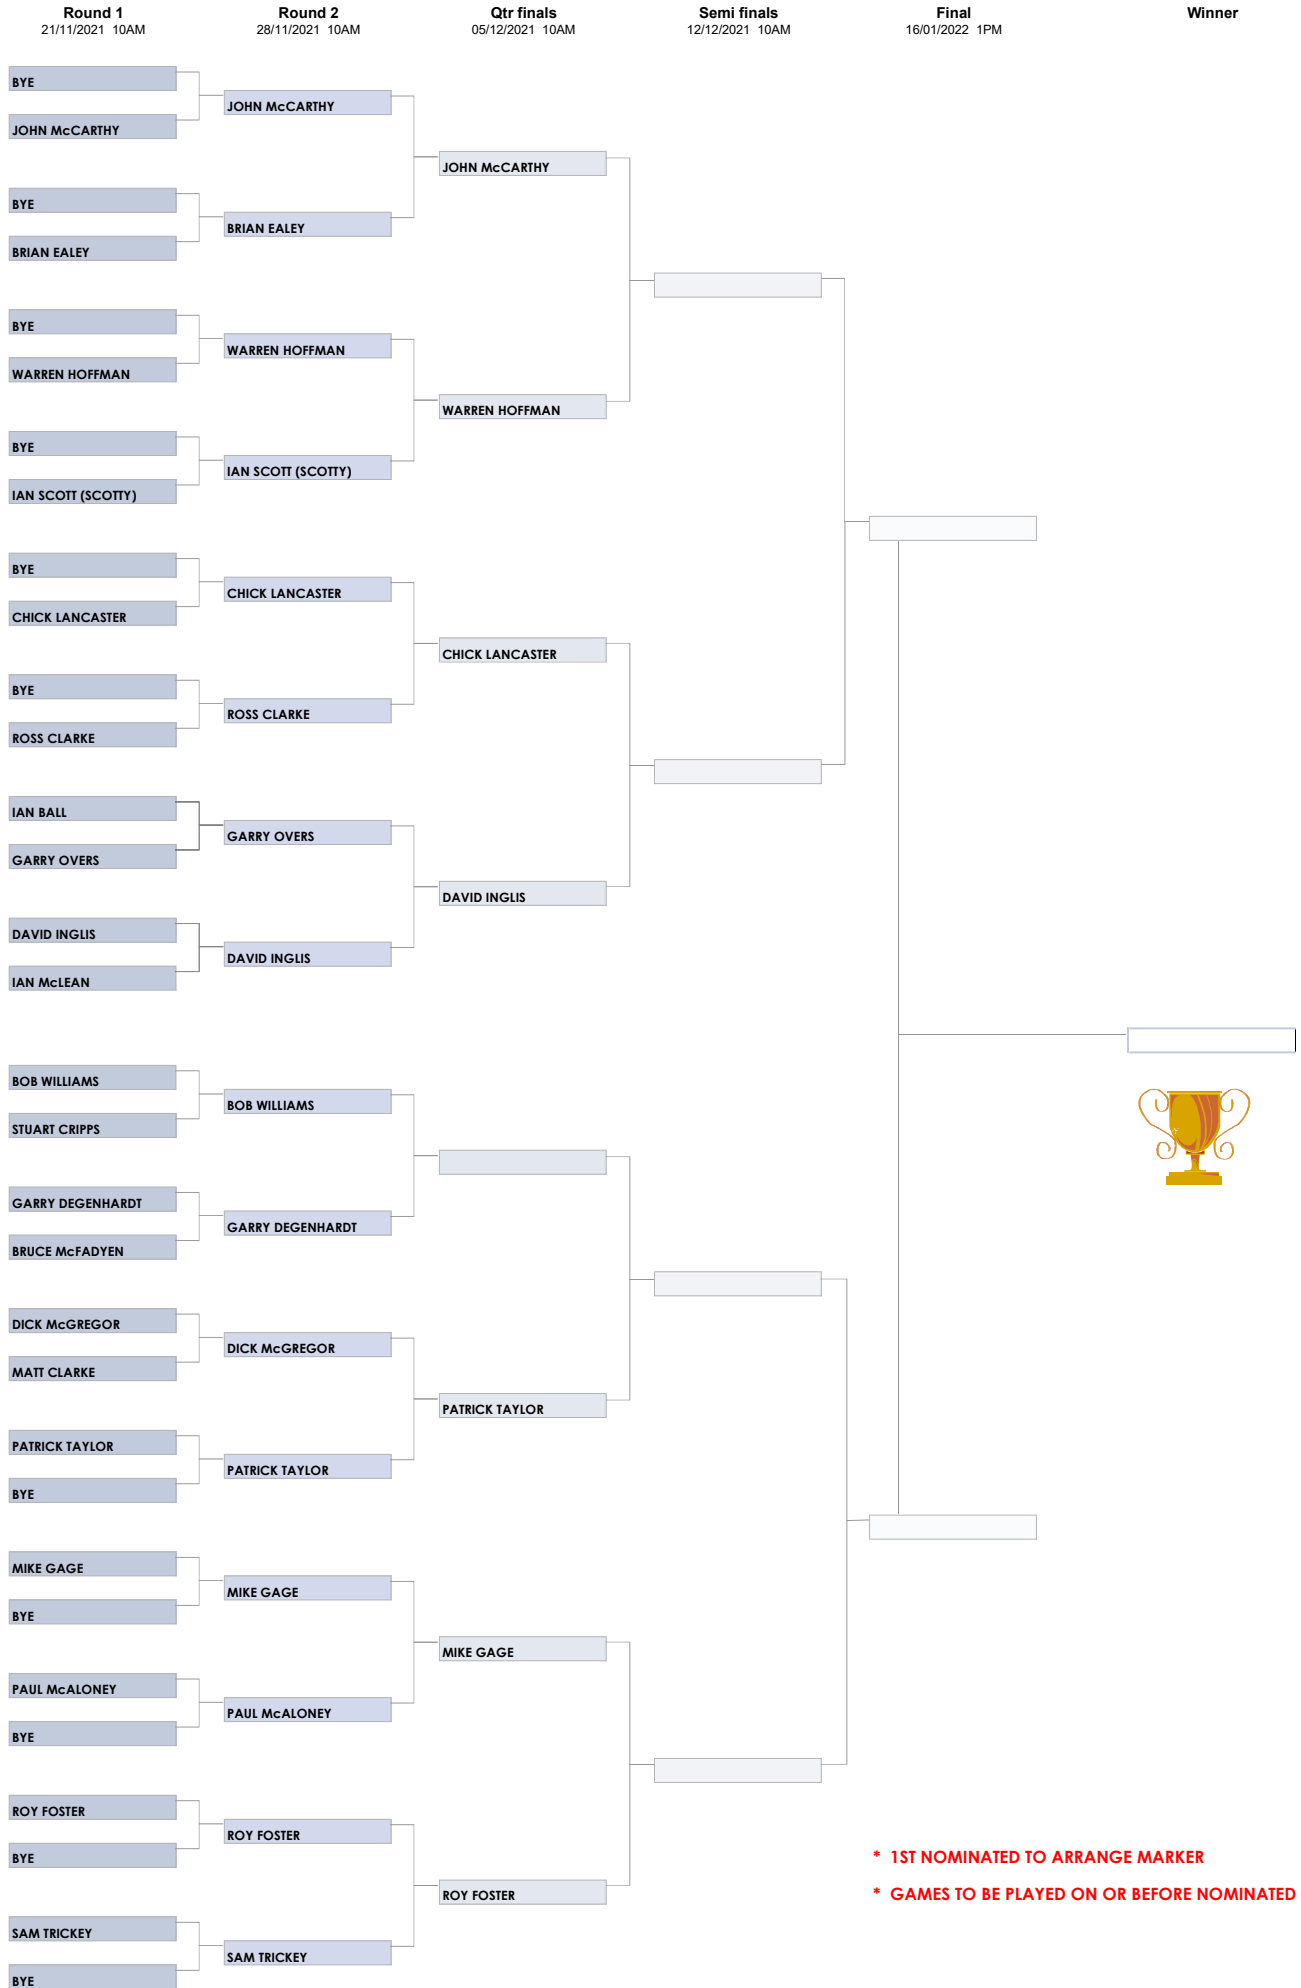 Round 1
21/11/2021 10AM
Round 2
28/11/2021 10AM
Qtr finals
05/12/2021 10AM
Semi finals
12/12/2021 10AM
Final
16/01/2022 1PM
Winner
BYE
JOHN McCARTHY
BYE
BRIAN EALEY
BYE
WARREN HOFFMAN
BYE
IAN SCOTT (SCOTTY)
BYE
CHICK LANCASTER
BYE
ROSS CLARKE
IAN BALL
GARRY OVERS
DAVID INGLIS
IAN McLEAN
BOB WILLIAMS
STUART CRIPPS
GARRY DEGENHARDT
BRUCE McFADYEN
DICK McGREGOR
MATT CLARKE
PATRICK TAYLOR
BYE
MIKE GAGE
BYE
PAUL McALONEY
BYE
ROY FOSTER
BYE
SAM TRICKEY
BYE
JOHN McCARTHY
BRIAN EALEY
WARREN HOFFMAN
IAN SCOTT (SCOTTY)
CHICK LANCASTER
ROSS CLARKE
GARRY OVERS
DAVID INGLIS
BOB WILLIAMS
GARRY DEGENHARDT
DICK McGREGOR
PATRICK TAYLOR
MIKE GAGE
PAUL McALONEY
ROY FOSTER
SAM TRICKEY
JOHN McCARTHY
WARREN HOFFMAN
CHICK LANCASTER
DAVID INGLIS
PATRICK TAYLOR
MIKE GAGE
ROY FOSTER
* 1ST NOMINATED TO ARRANGE MARKER
* GAMES TO BE PLAYED ON OR BEFORE NOMINATED